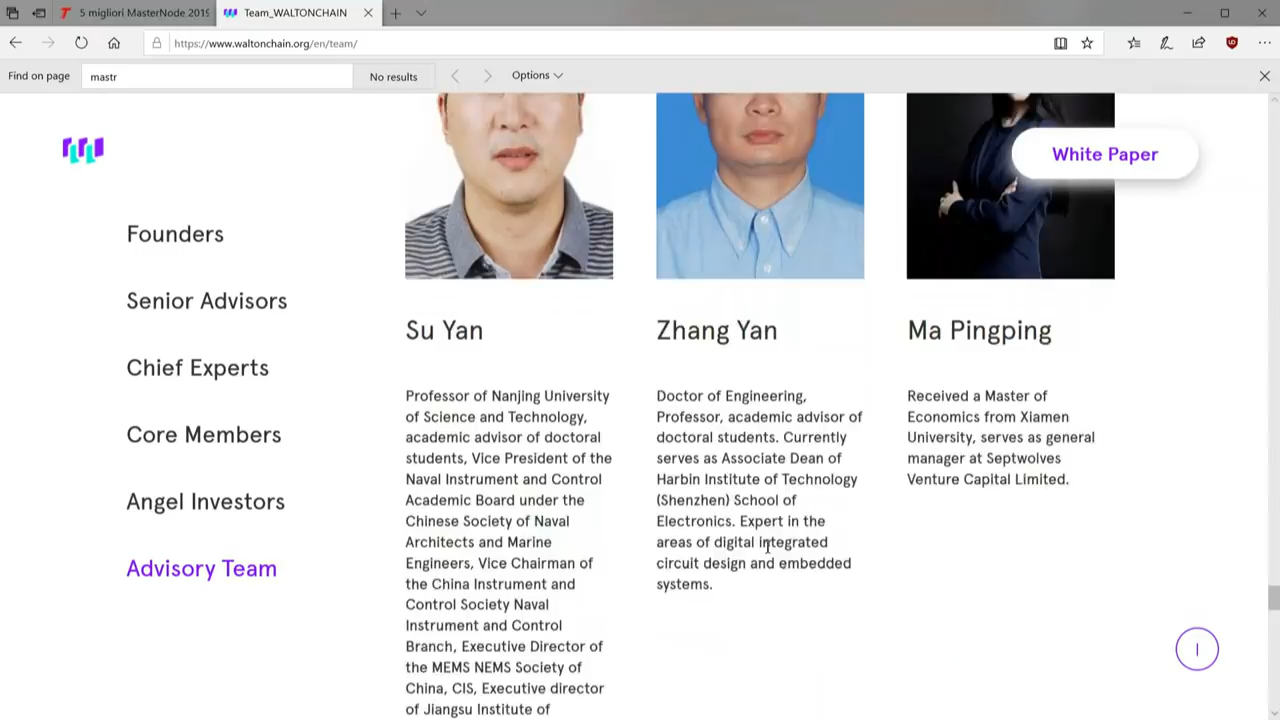 5 migliori MasterNode 2019
Team_WALTONCHAIN
https://www.waltonchain.org/en/team/
Find on page
mastr
No results
Options
White Paper
Founders
Senior Advisors
Chief Experts
Core Members
Angel Investors
Advisory Team
Su Yan
Professor of Nanjing University
of Science and Technology,
academic advisor of doctoral
students, Vice President of the
Naval Instrument and Control
Academic Board under the
Chinese Society of Naval
Architects and Marine
Engineers, Vice Chairman of
the China Instrument and
Control Society Naval
Instrument and Control
Branch, Executive Director of
the MEMS NEMS Society of
China, CIS, Executive director
of Jiangsu Institute of
Zhang Yan
Doctor of Engineering,
Professor, academic advisor of
doctoral students. Currently
serves as Associate Dean of
Harbin Institute of Technology
(Shenzhen) School of
Electronics. Expert in the
areas of digital integrated
circuit design and embedded
systems.
Ma Pingping
Received a Master of
Economics from Xiamen
University, serves as general
manager at Septwolves
Venture Capital Limited.